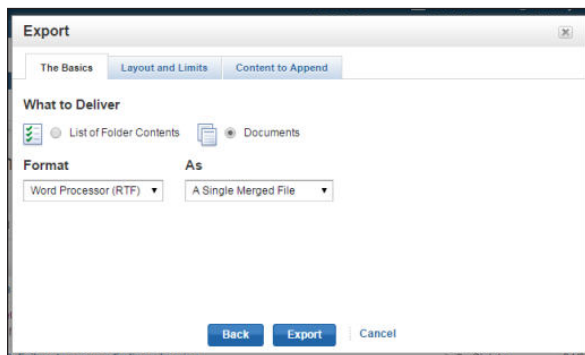 Export
The Basics Layout and Limits Content to Append
What to Deliver
List of Folder Contents Documents
Format As
Word Processor (RTF) A Single Merged File
Back Export Cancel